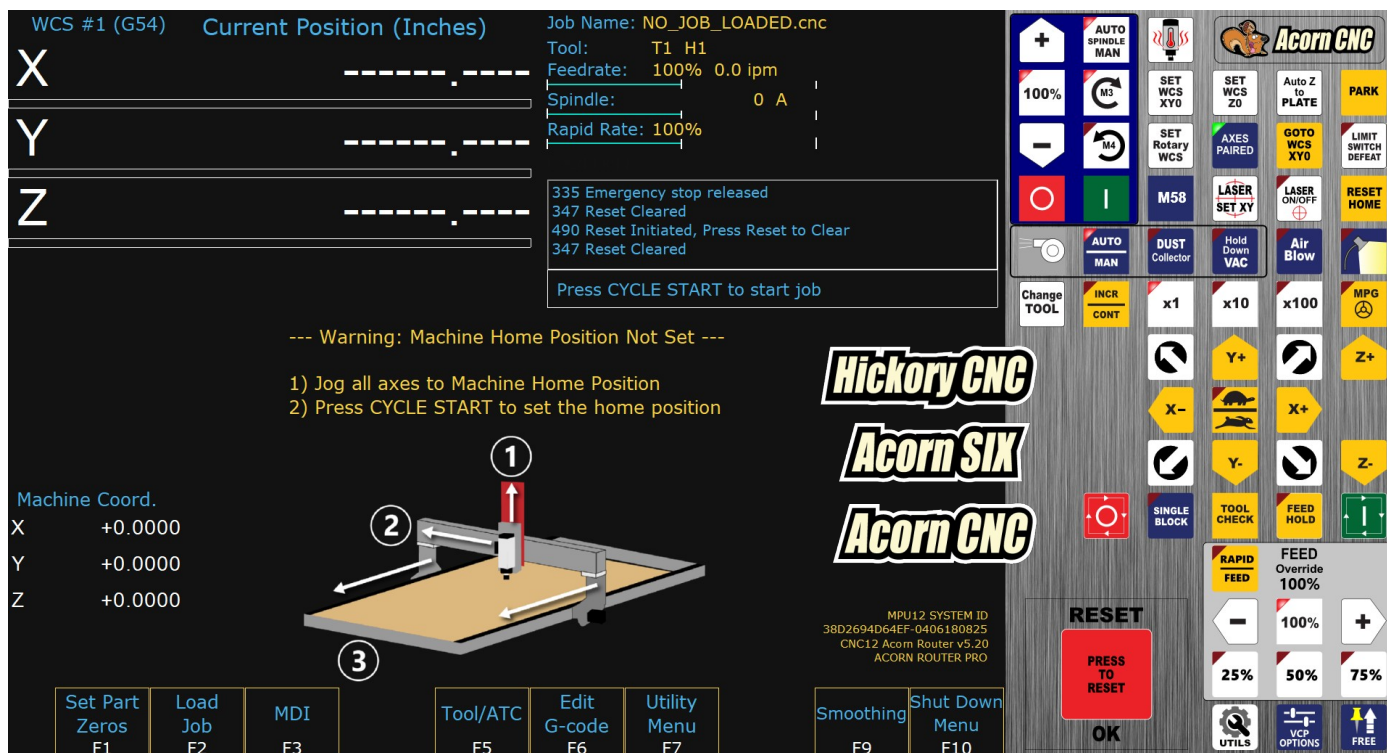 WCS #1 (G54) Current Position (Inches)
X ------.----
Y ------.----
Z ------.----
Job Name: NO_JOB_LOADED.cnc
Tool: T1 H1
Feedrate: 100% 0.0 ipm
Spindle: 0 A
Rapid Rate: 100%
335 Emergency stop released
347 Reset Cleared
490 Reset Initiated, Press Reset to Clear
347 Reset Cleared
Press CYCLE START to start job
--- Warning: Machine Home Position Not Set ---
1) Jog all axes to Machine Home Position
2) Press CYCLE START to set the home position
1
2
3
Machine Coord.
X +0.0000
Y +0.0000
Z +0.0000
Hickory CNC
Acorn SIX
Acorn CNC
MPU12 SYSTEM ID
38D2694D64EF-0406180825
CNC12 Acorn Router v5.20
ACORN ROUTER PRO
Set Part
Zeros
F1
Load
Job
F2
MDI
F3
Tool/ATC
F5
Edit
G-code
F6
Utility
Menu
F7
Smoothing
F9
Shut Down
Menu
F10
+
AUTO
SPINDLE
MAN
Acorn CNC
100%
M3
SET
WCS
XY0
SET
WCS
Z0
Auto Z
to
PLATE
PARK
-
M4
SET
Rotary
WCS
AXES
PAIRED
GOTO
WCS
XY0
LIMIT
SWITCH
DEFEAT
M58
LASER
SET XY
LASER
ON/OFF
RESET
HOME
AUTO
MAN
DUST
Collector
Hold
Down
VAC
Air
Blow
Change
TOOL
INCR
CONT
x1
x10
x100
MPG
Y+
Z+
X-
X+
Y-
Z-
SINGLE
BLOCK
TOOL
CHECK
FEED
HOLD
RAPID
FEED
FEED
Override
100%
-
100%
+
25%
50%
75%
RESET
PRESS
TO
RESET
OK
UTILS
VCP
OPTIONS
FREE